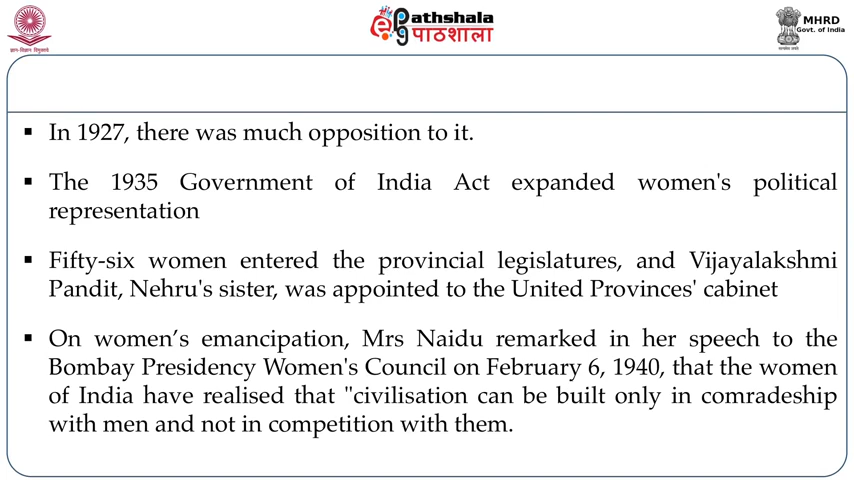 ज्ञान-विज्ञान विमुक्तये
Pathshala
पाठशाला
MHRD
Govt. of India
▪ In 1927, there was much opposition to it.
▪ The 1935 Government of India Act expanded women's political
representation
▪ Fifty-six women entered the provincial legislatures, and Vijayalakshmi
Pandit, Nehru's sister, was appointed to the United Provinces' cabinet
▪ On women’s emancipation, Mrs Naidu remarked in her speech to the
Bombay Presidency Women's Council on February 6, 1940, that the women
of India have realised that "civilisation can be built only in comradeship
with men and not in competition with them.